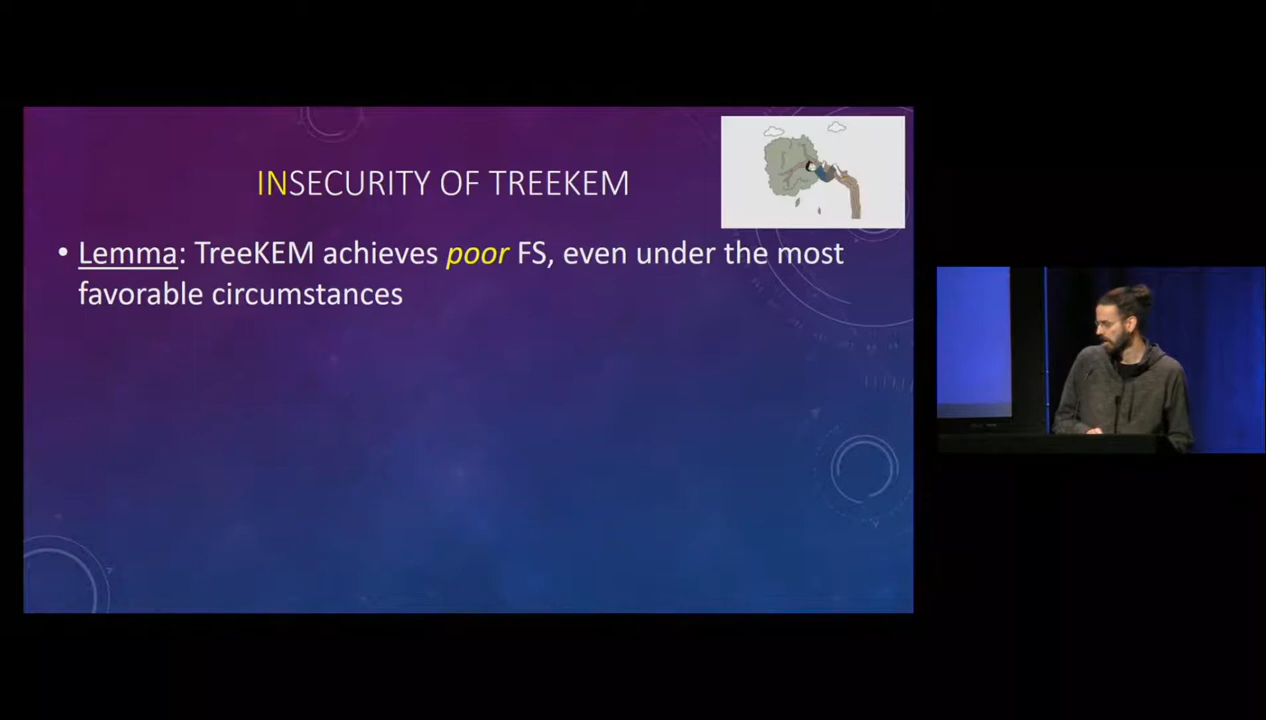 INSECURITY OF TREEKEM
• Lemma: TreeKEM achieves poor FS, even under the most
favorable circumstances